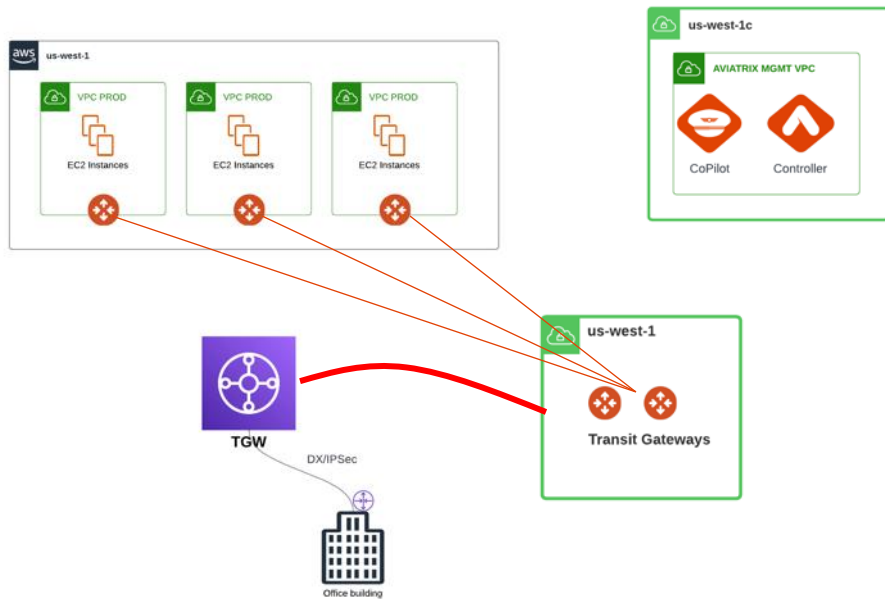 aws
us-west-1
VPC PROD
EC2 Instances
VPC PROD
EC2 Instances
VPC PROD
EC2 Instances
us-west-1c
AVIATRIX MGMT VPC
CoPilot
Controller
us-west-1
Transit Gateways
TGW
DX/IPSec
Office building